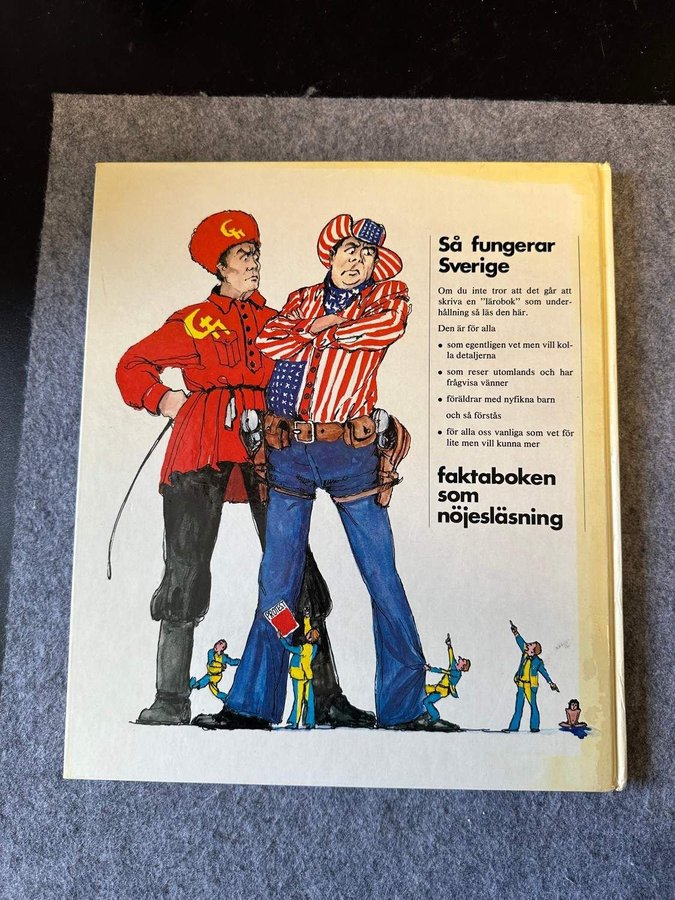 Så fungerar
Sverige
Om du inte tror att det går att
skriva en "lärobok" som under-
hållning så läs den här.
Den är för alla
• som egentligen vet men vill kol-
la detaljerna
• som reser utomlands och har
frågvisa vänner
• föräldrar med nyfikna barn
och så förstås
• för alla oss vanliga som vet för
lite men vill kunna mer
faktaboken
som
nöjesläsning
PROTEST